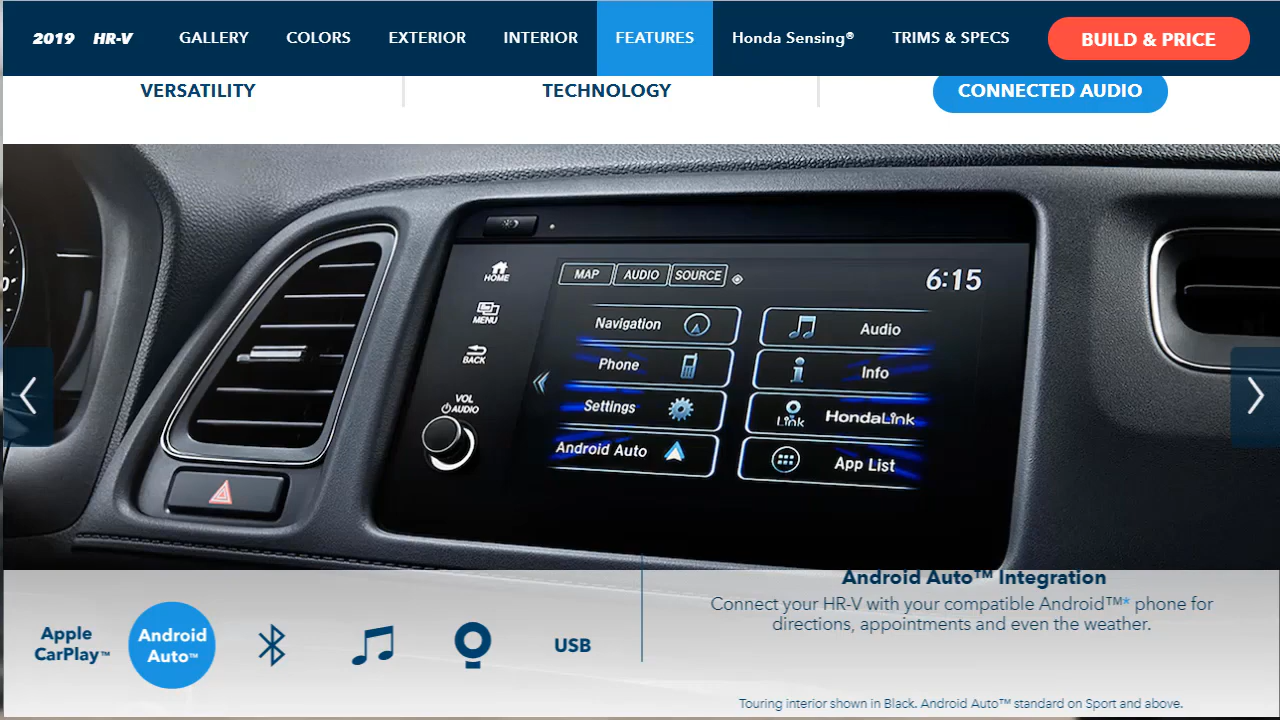 2019 HR-V GALLERY COLORS EXTERIOR INTERIOR FEATURES Honda Sensing® TRIMS & SPECS BUILD & PRICE
VERSATILITY TECHNOLOGY CONNECTED AUDIO
HOME
MENU
BACK
VOL
AUDIO
MAP AUDIO SOURCE
6:15
Navigation
Audio
Phone
Info
Settings
Link HondaLink
Android Auto
App List
Apple
CarPlay™
Android
Auto™
USB
Android Auto™ Integration
Connect your HR-V with your compatible Android™* phone for
directions, appointments and even the weather.
Touring interior shown in Black. Android Auto™ standard on Sport and above.